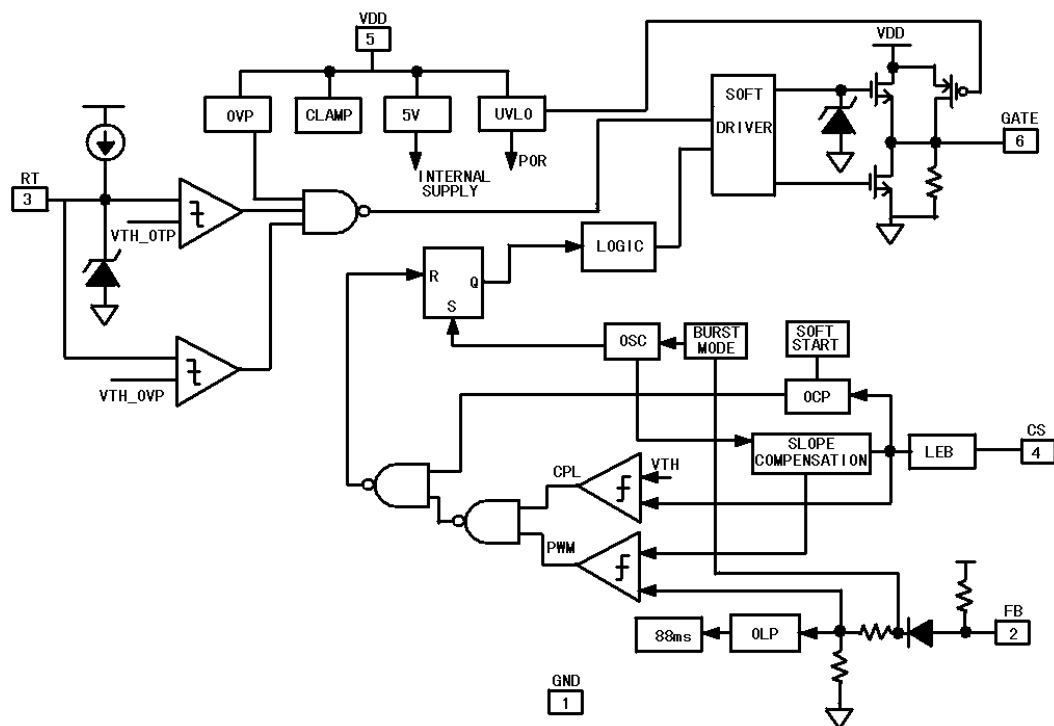 VDD
5
VDD
OVP
CLAMP
5V
UVLO
SOFT
DRIVER
GATE
6
POR
INTERNAL
SUPPLY
RT
3
VTH_OTP
LOGIC
R
Q
S
OSC
BURST
MODE
SOFT
START
VTH_OVP
OCP
CS
4
SLOPE
COMPENSATION
LEB
CPL
VTH
PWM
FB
2
88ms
OLP
GND
1